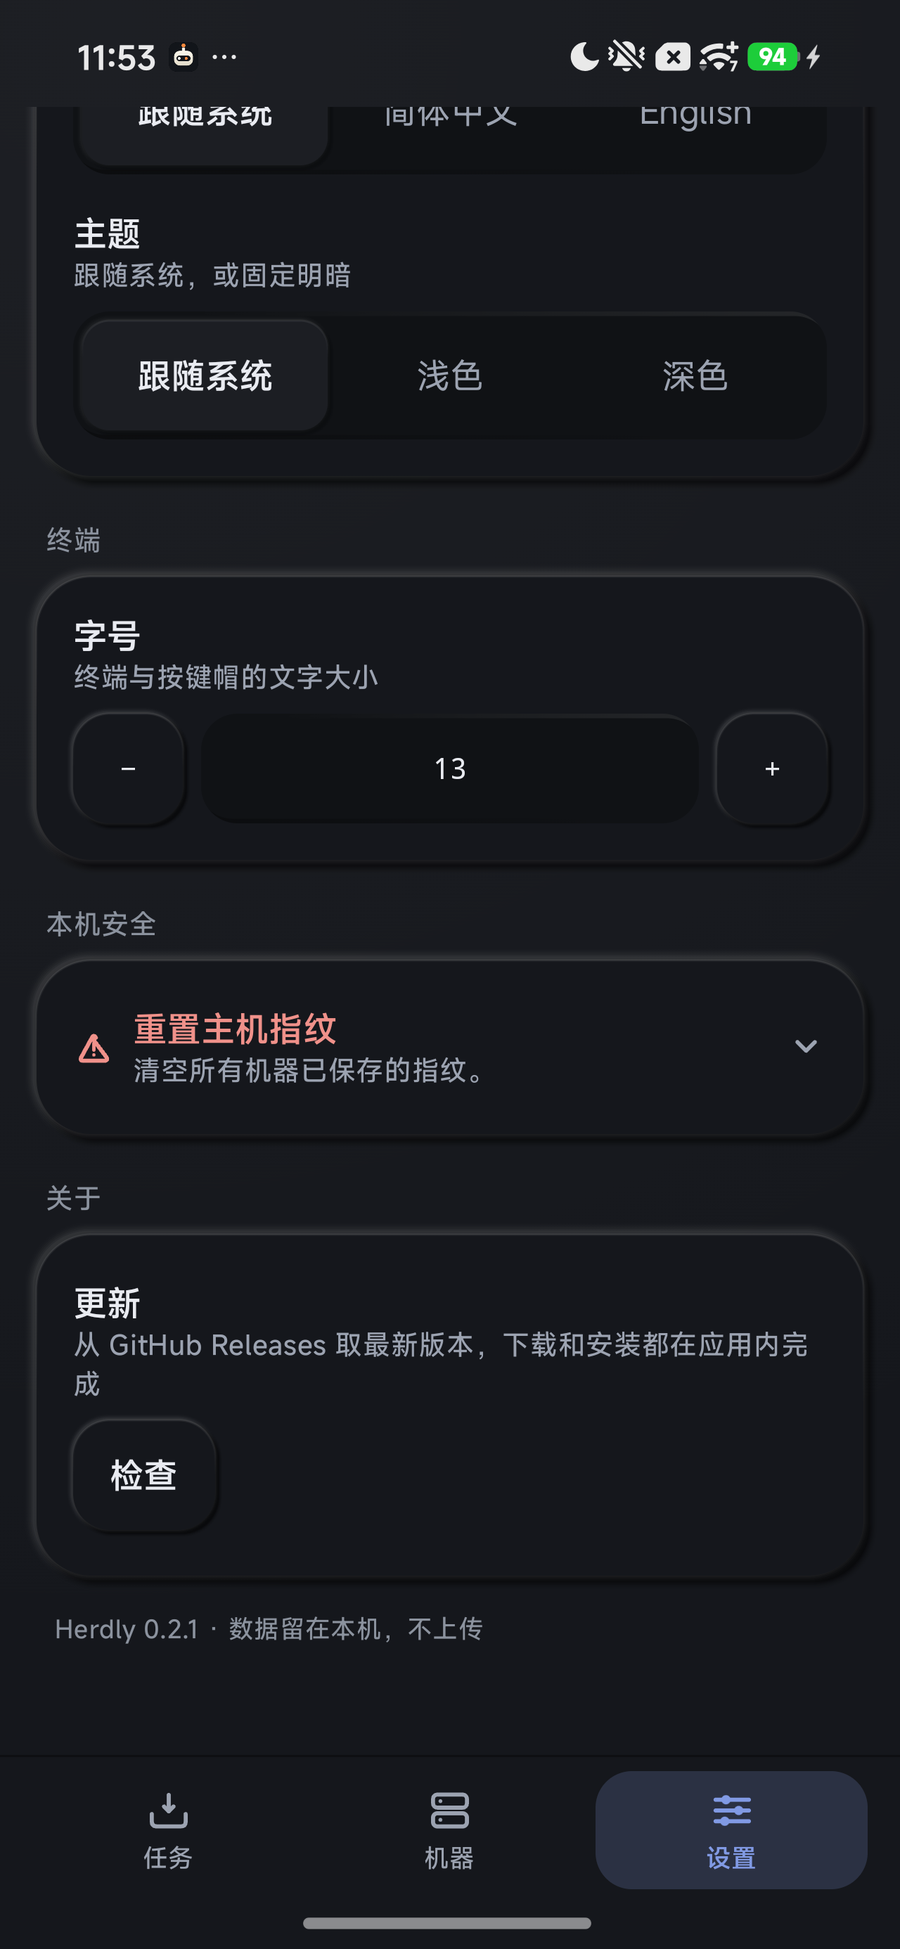 11:53
94
跟随系统
简体中文
English
主题
跟随系统，或固定明暗
跟随系统
浅色
深色
终端
字号
终端与按键帽的文字大小
−
13
+
本机安全
重置主机指纹
清空所有机器已保存的指纹。
关于
更新
从 GitHub Releases 取最新版本，下载和安装都在应用内完
成
检查
Herdly 0.2.1 · 数据留在本机，不上传
任务
机器
设置